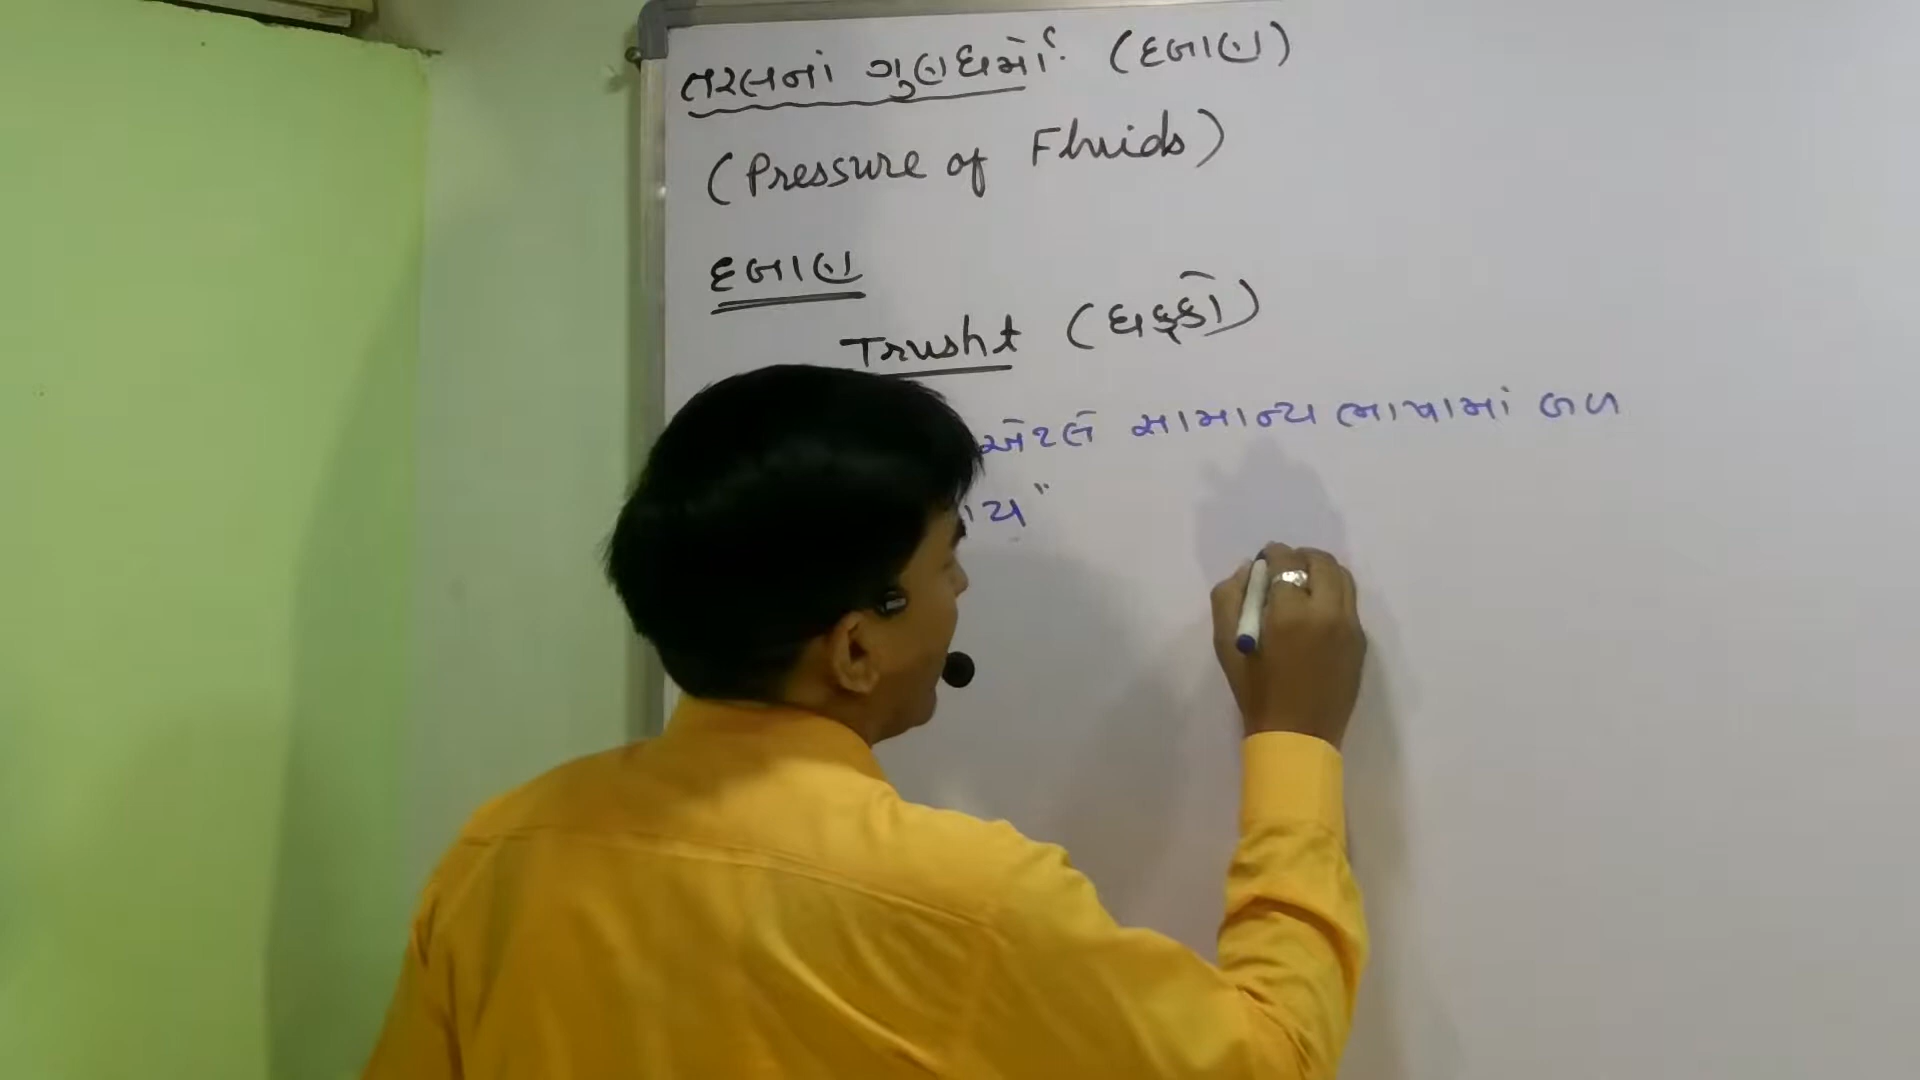 તરલનાં ગુણધર્મો: (દબાણ)
(Pressure of Fluids)
દબાણ
Trusht (ધક્કો)
એટલે સામાન્ય ભાષામાં બળ
ય"